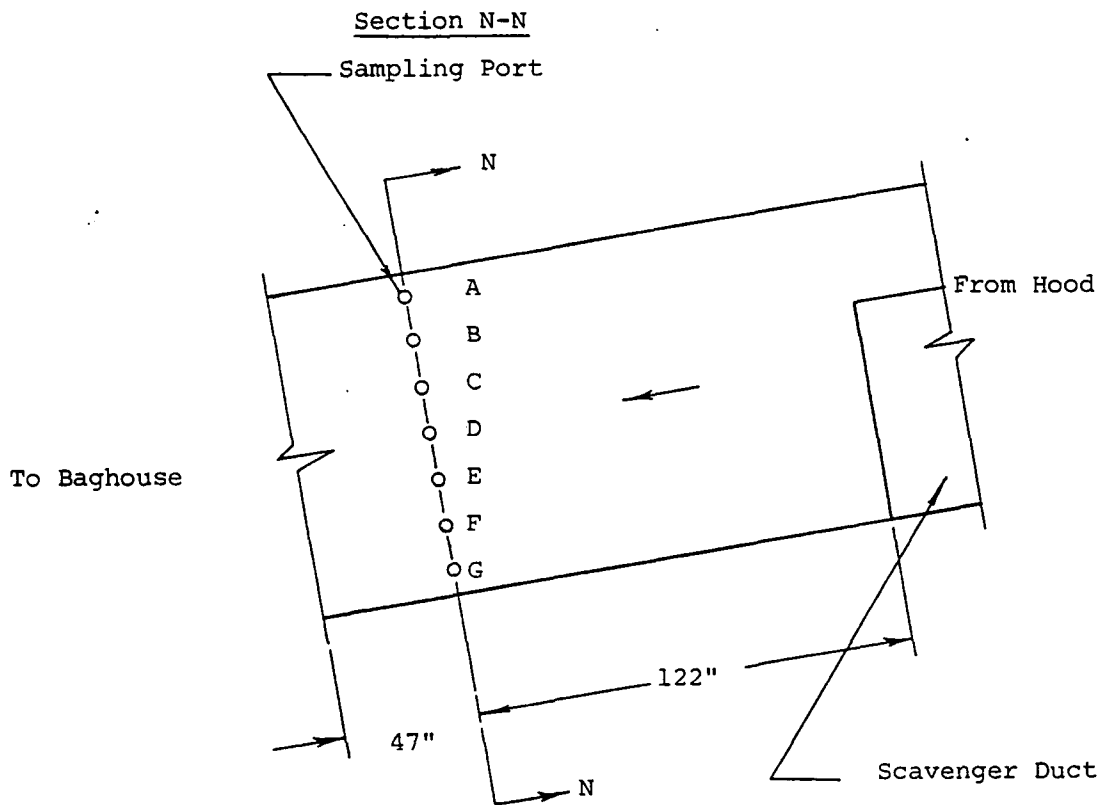 Section N-N
Sampling Port
N
A
From Hood
B
C
D
To Baghouse
E
F
G
122"
47"
Scavenger Duct
N